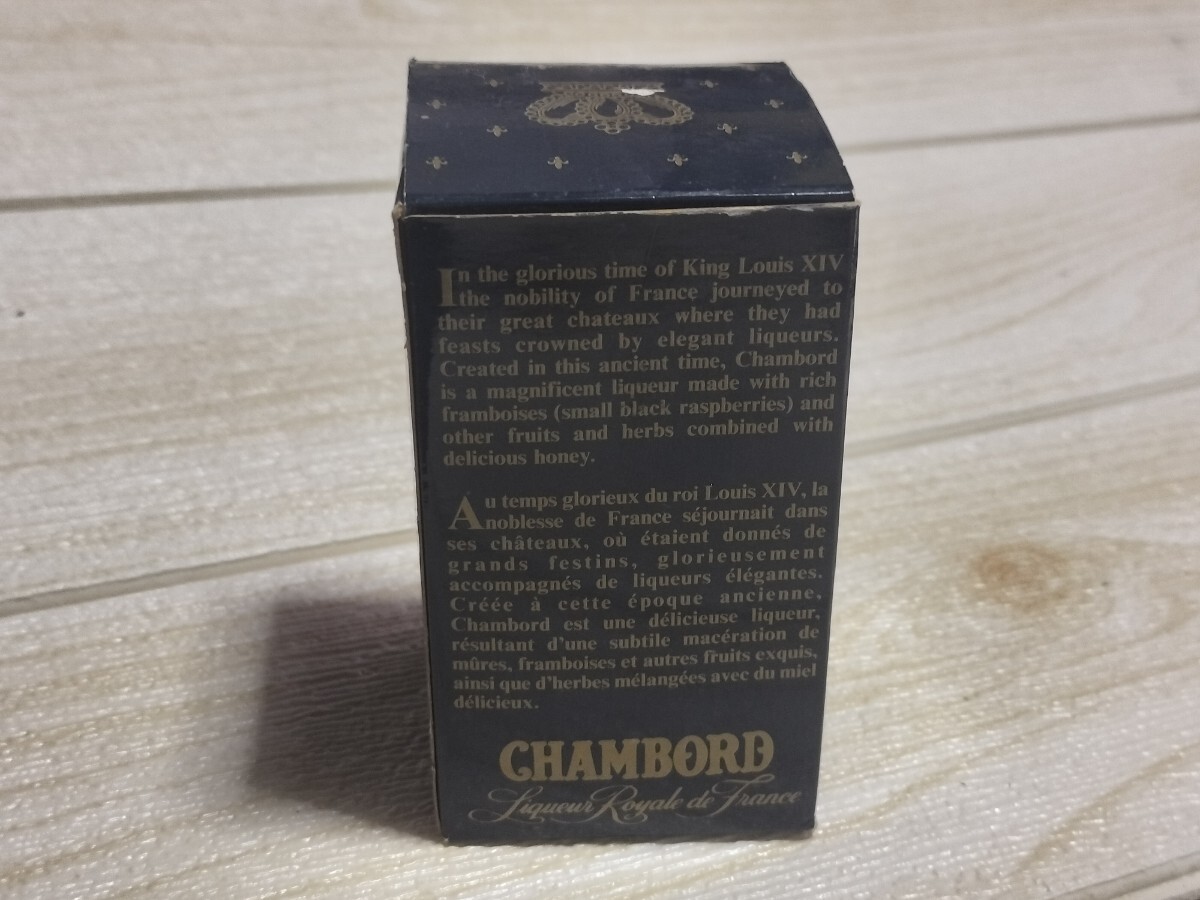 In the glorious time of King Louis XIV
the nobility of France journeyed to
their great chateaux where they had
feasts crowned by elegant liqueurs.
Created in this ancient time, Chambord
is a magnificent liqueur made with rich
framboises (small black raspberries) and
other fruits and herbs combined with
delicious honey.
Au temps glorieux du roi Louis XIV, la
noblesse de France séjournait dans
ses châteaux, où étaient donnés de
grands festins, glorieusement
accompagnés de liqueurs élégantes.
Créée à cette époque ancienne,
Chambord est une délicieuse liqueur,
résultant d'une subtile macération de
mûres, framboises et autres fruits exquis,
ainsi que d'herbes mélangées avec du miel
délicieux.
CHAMBORD
Liqueur Royale de France